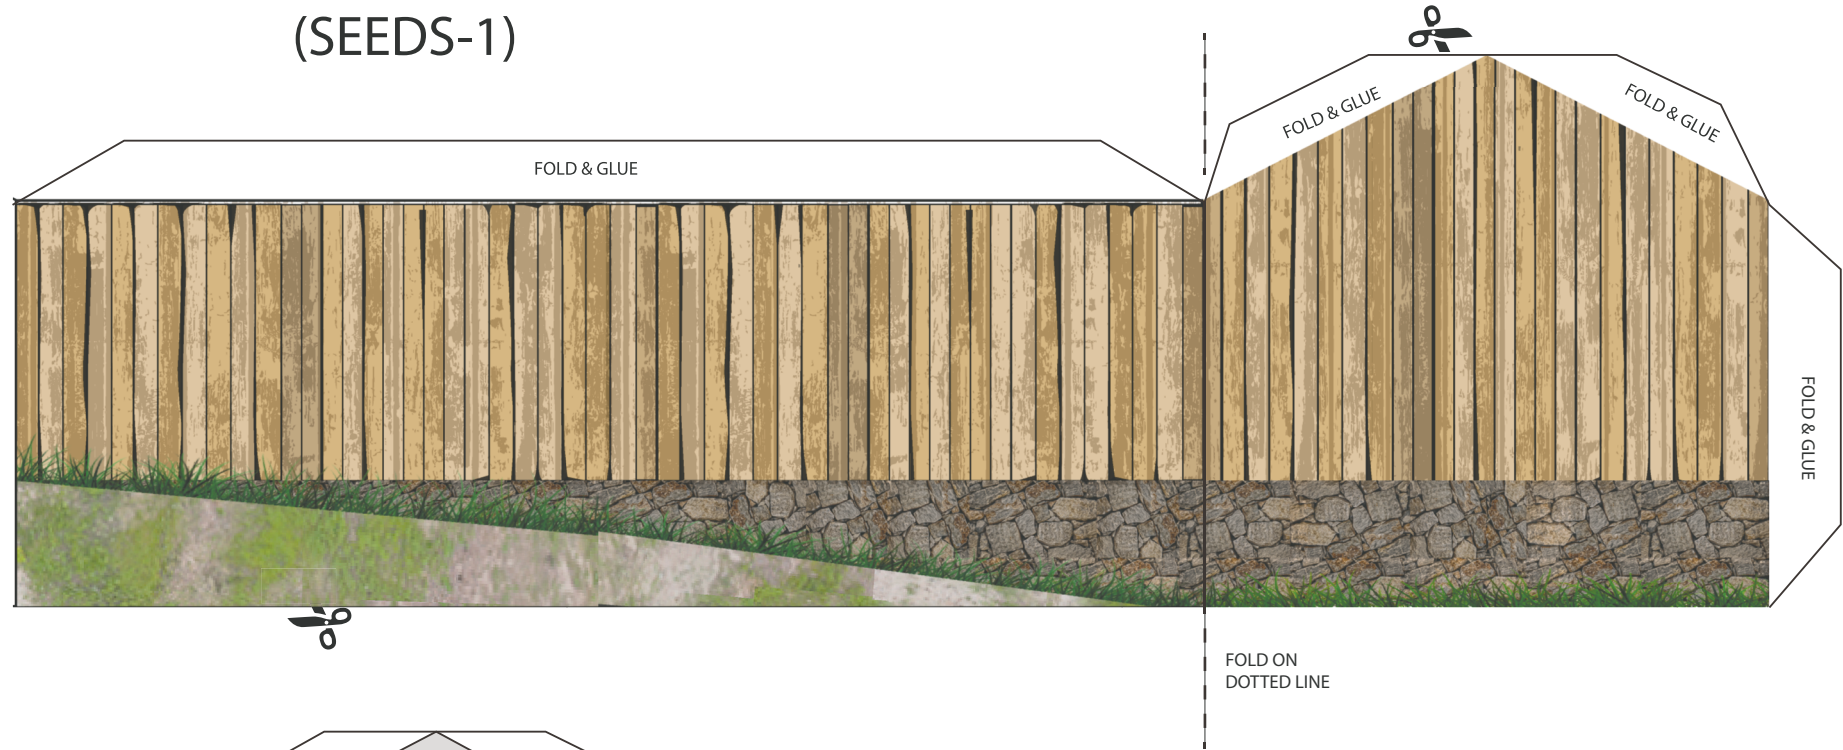 (SEEDS-1)
FOLD & GLUE
FOLD & GLUE
FOLD & GLUE
FOLD & GLUE
FOLD ON
DOTTED LINE